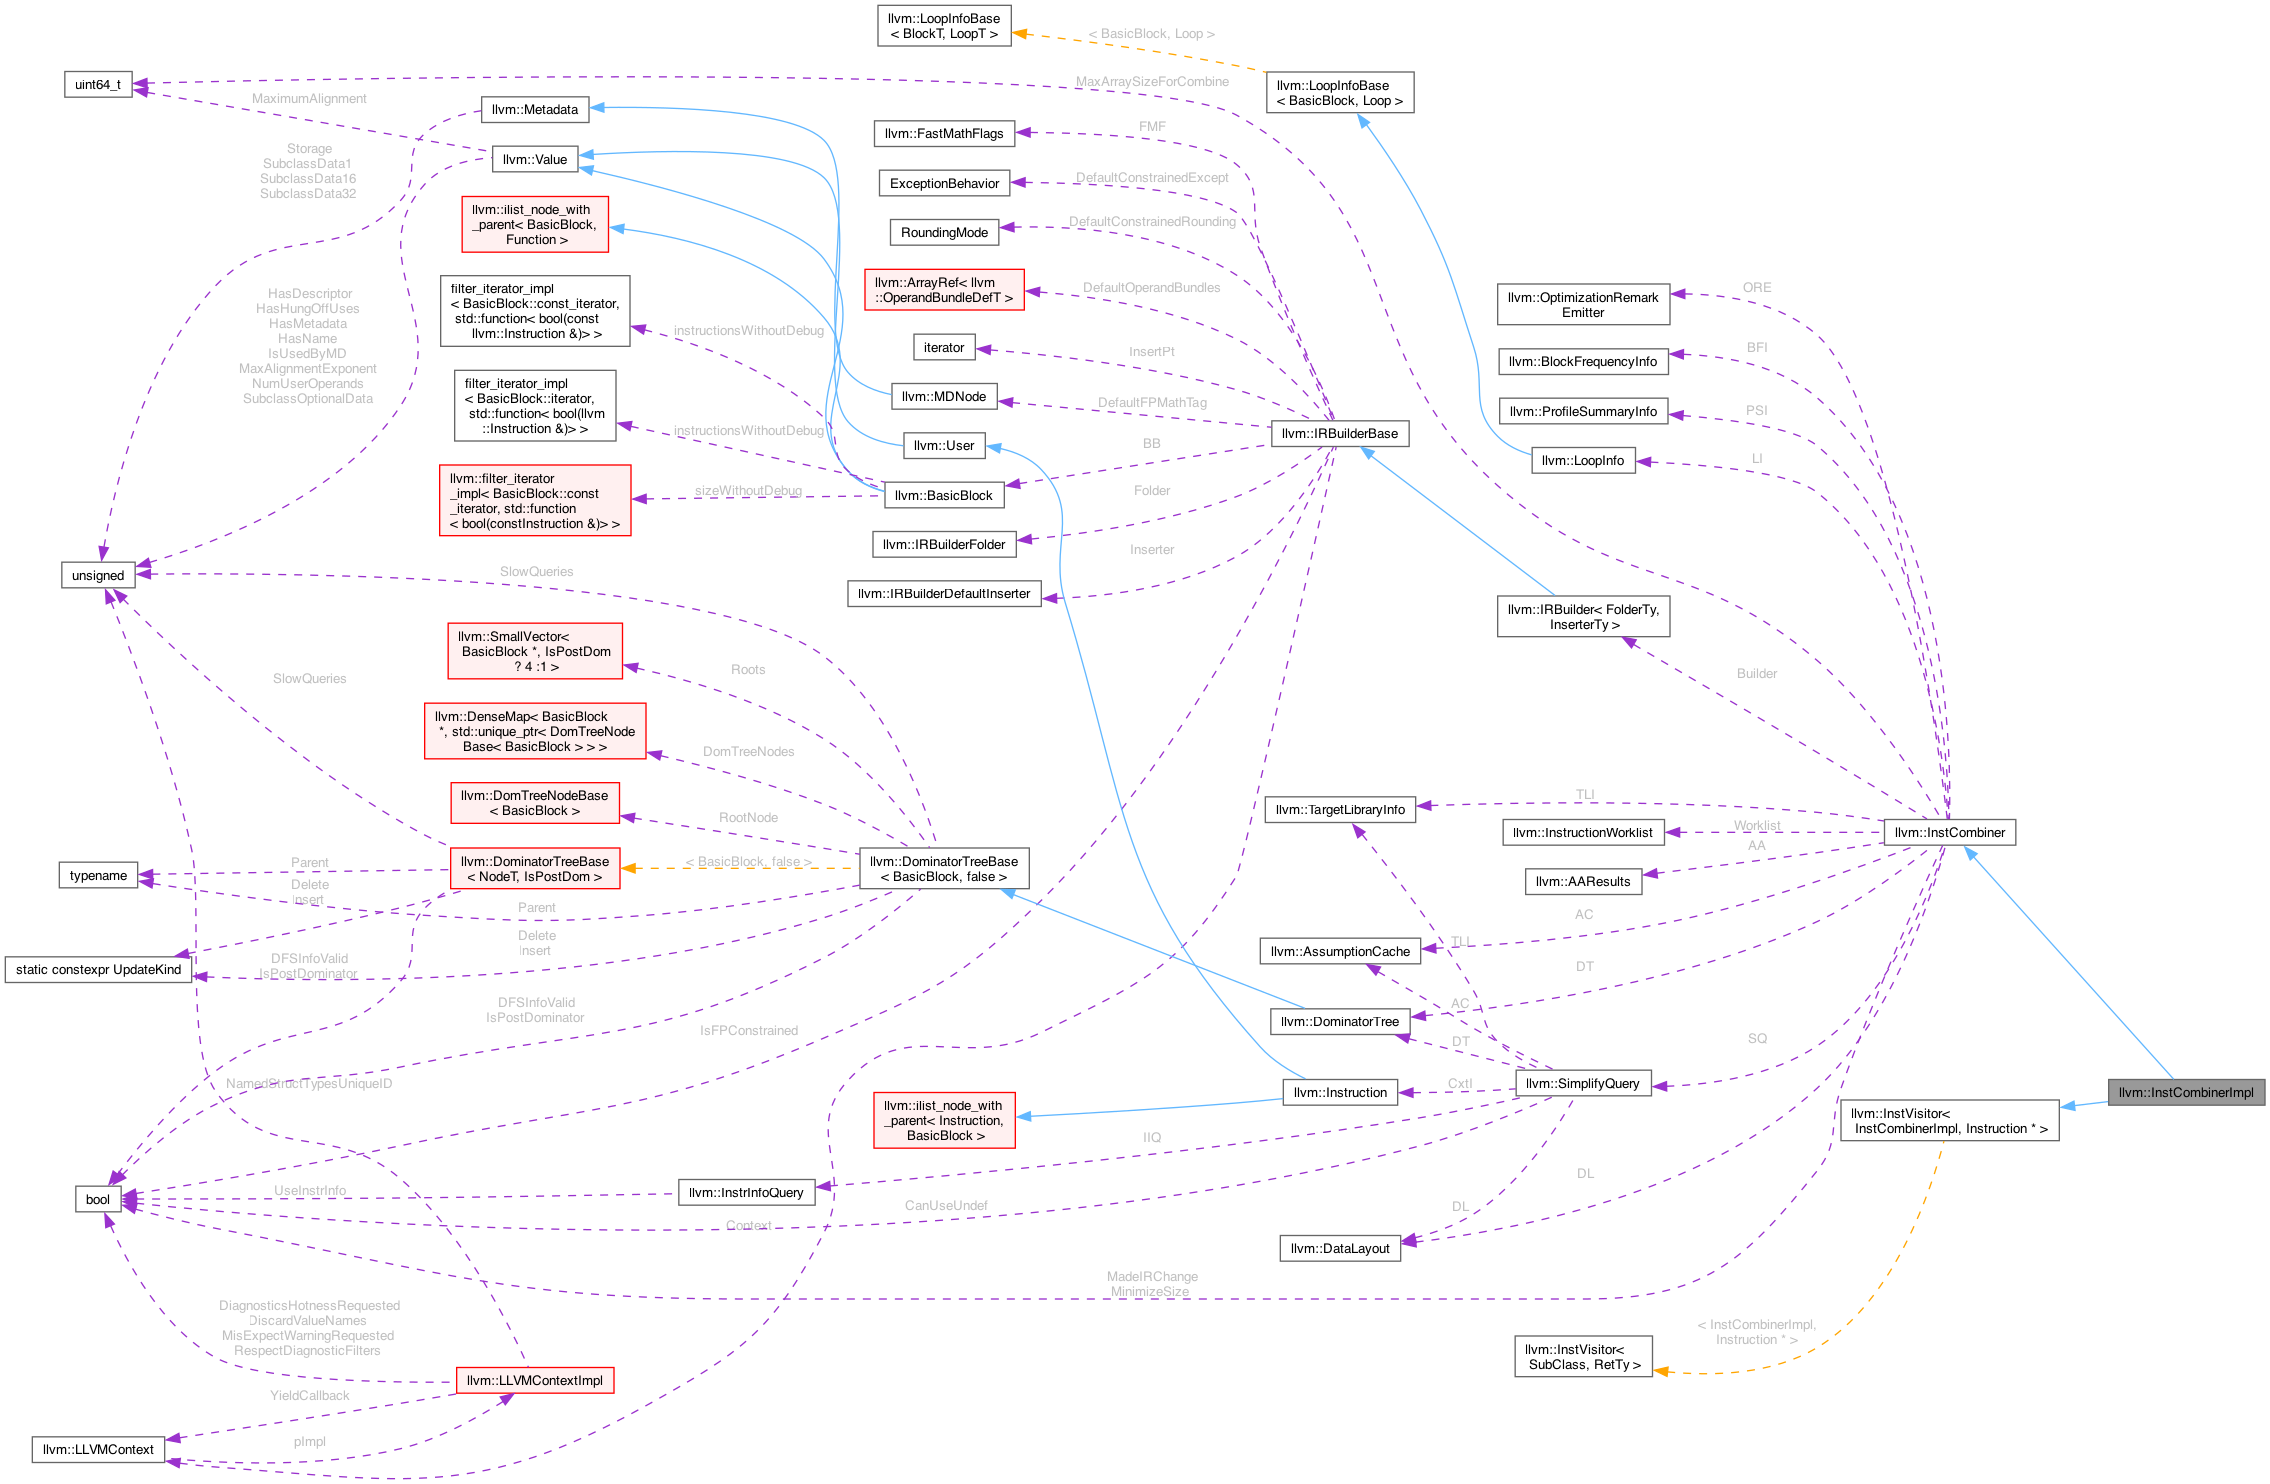 llvm::LoopInfoBase
< BlockT, LoopT >
< BasicBlock, Loop >
uint64_t
MaxArraySizeForCombine
llvm::LoopInfoBase
< BasicBlock, Loop >
MaximumAlignment
llvm::Metadata
llvm::FastMathFlags
FMF
Storage
SubclassData1
SubclassData16
SubclassData32
llvm::Value
ExceptionBehavior
DefaultConstrainedExcept
llvm::ilist_node_with
_parent< BasicBlock,
Function >
RoundingMode
DefaultConstrainedRounding
llvm::ArrayRef< llvm
::OperandBundleDefT >
DefaultOperandBundles
HasDescriptor
HasHungOffUses
HasMetadata
HasName
IsUsedByMD
MaxAlignmentExponent
NumUserOperands
SubclassOptionalData
filter_iterator_impl
< BasicBlock::const_iterator,
std::function< bool(const
llvm::Instruction &)> >
instructionsWithoutDebug
iterator
InsertPt
llvm::OptimizationRemark
Emitter
ORE
llvm::BlockFrequencyInfo
BFI
filter_iterator_impl
< BasicBlock::iterator,
std::function< bool(llvm
::Instruction &)> >
instructionsWithoutDebug
llvm::MDNode
DefaultFPMathTag
llvm::ProfileSummaryInfo
PSI
llvm::User
BB
llvm::IRBuilderBase
llvm::LoopInfo
LI
llvm::filter_iterator
_impl< BasicBlock::const
_iterator, std::function
< bool(constInstruction &)> >
sizeWithoutDebug
llvm::BasicBlock
Folder
llvm::IRBuilderFolder
Inserter
unsigned
SlowQueries
llvm::IRBuilderDefaultInserter
llvm::IRBuilder< FolderTy,
InserterTy >
llvm::SmallVector<
BasicBlock *, IsPostDom
? 4 :1 >
Roots
SlowQueries
Builder
llvm::DenseMap< BasicBlock
*, std::unique_ptr< DomTreeNode
Base< BasicBlock > > >
DomTreeNodes
llvm::DomTreeNodeBase
< BasicBlock >
RootNode
llvm::TargetLibraryInfo
TLI
llvm::InstructionWorklist
Worklist
llvm::InstCombiner
typename
Parent
Delete
Insert
llvm::DominatorTreeBase
< NodeT, IsPostDom >
< BasicBlock, false >
llvm::DominatorTreeBase
< BasicBlock, false >
AA
llvm::AAResults
Parent
AC
static constexpr UpdateKind
DFSInfoValid
IsPostDominator
Delete
Insert
llvm::AssumptionCache
TLI
DT
DFSInfoValid
IsPostDominator
IsFPConstrained
llvm::DominatorTree
AC
DT
SQ
NamedStructTypesUniqueID
llvm::Instruction
CxtI
llvm::SimplifyQuery
llvm::InstCombinerImpl
llvm::ilist_node_with
_parent< Instruction,
BasicBlock >
llvm::InstVisitor<
InstCombinerImpl, Instruction * >
IIQ
bool
UseInstrInfo
llvm::InstrInfoQuery
CanUseUndef
DL
DL
Context
llvm::DataLayout
MadeIRChange
MinimizeSize
DiagnosticsHotnessRequested
DiscardValueNames
MisExpectWarningRequested
RespectDiagnosticFilters
< InstCombinerImpl,
Instruction * >
llvm::InstVisitor<
SubClass, RetTy >
llvm::LLVMContextImpl
YieldCallback
llvm::LLVMContext
pImpl